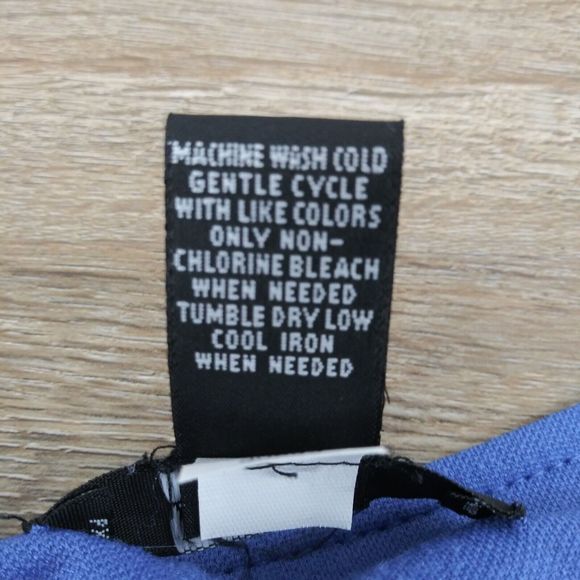 MACHINE WASH COLD
GENTLE CYCLE
WITH LIKE COLORS
ONLY NON-
CHLORINE BLEACH
WHEN NEEDED
TUMBLE DRY LOW
COOL IRON
WHEN NEEDED